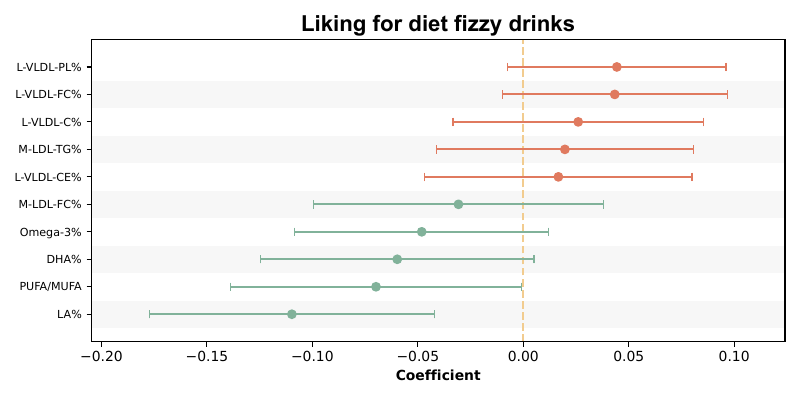 Liking for diet fizzy drinks
L-VLDL-PL%
L-VLDL-FC%
L-VLDL-C%
M-LDL-TG%
L-VLDL-CE%
M-LDL-FC%
Omega-3%
DHA%
PUFA/MUFA
LA%
−0.20 −0.15 −0.10 −0.05 0.00 0.05 0.10
Coefficient